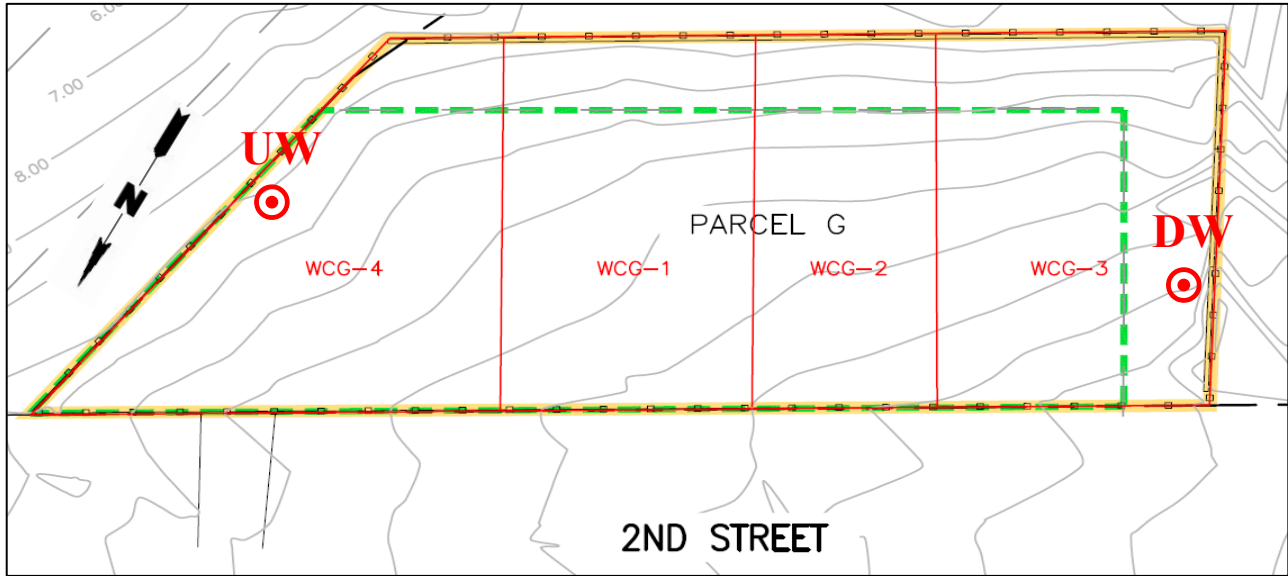 6.00
7.00
8.00
N
UW
DW
PARCEL G
WCG-4
WCG-1
WCG-2
WCG-3
2ND STREET